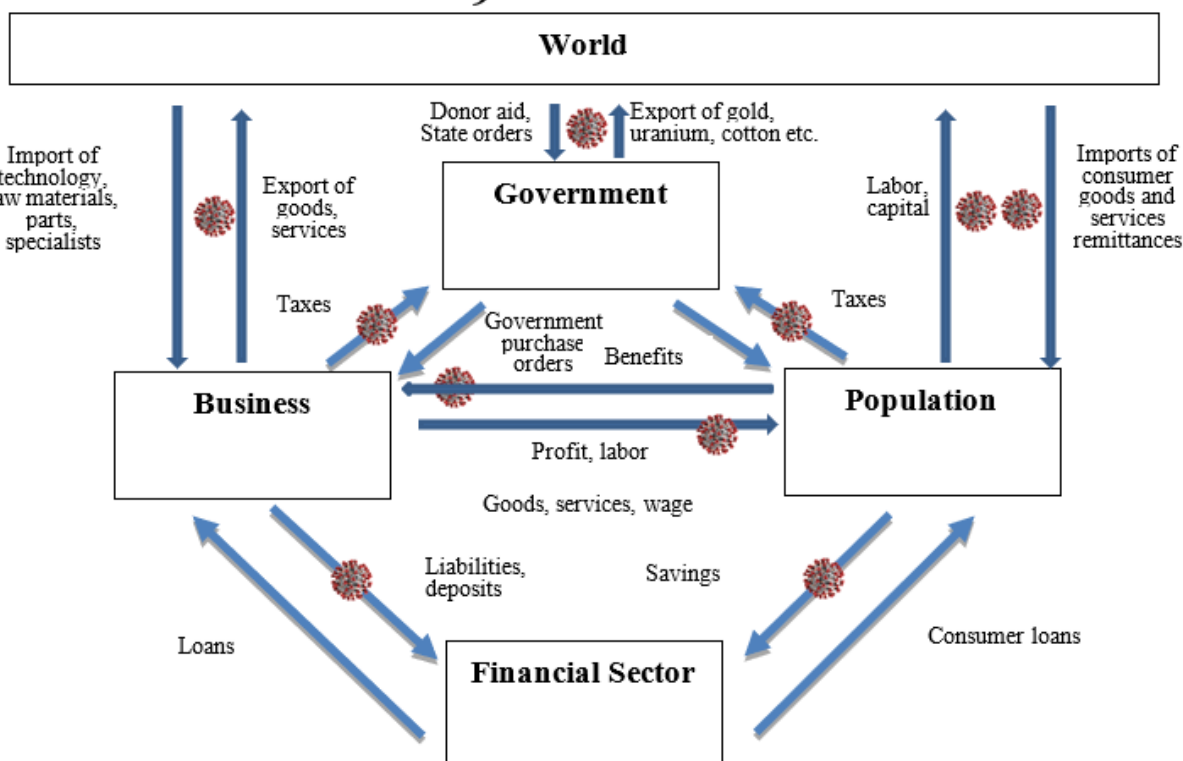 World
Donor aid,
State orders
Export of gold,
uranium, cotton etc.
Import of
technology,
raw materials,
parts,
specialists
Export of
goods,
services
Government
Labor,
capital
Imports of
consumer
goods and
services
remittances
Taxes
Taxes
Government
purchase
orders
Benefits
Business
Population
Profit, labor
Goods, services, wage
Liabilities,
deposits
Savings
Loans
Consumer loans
Financial Sector